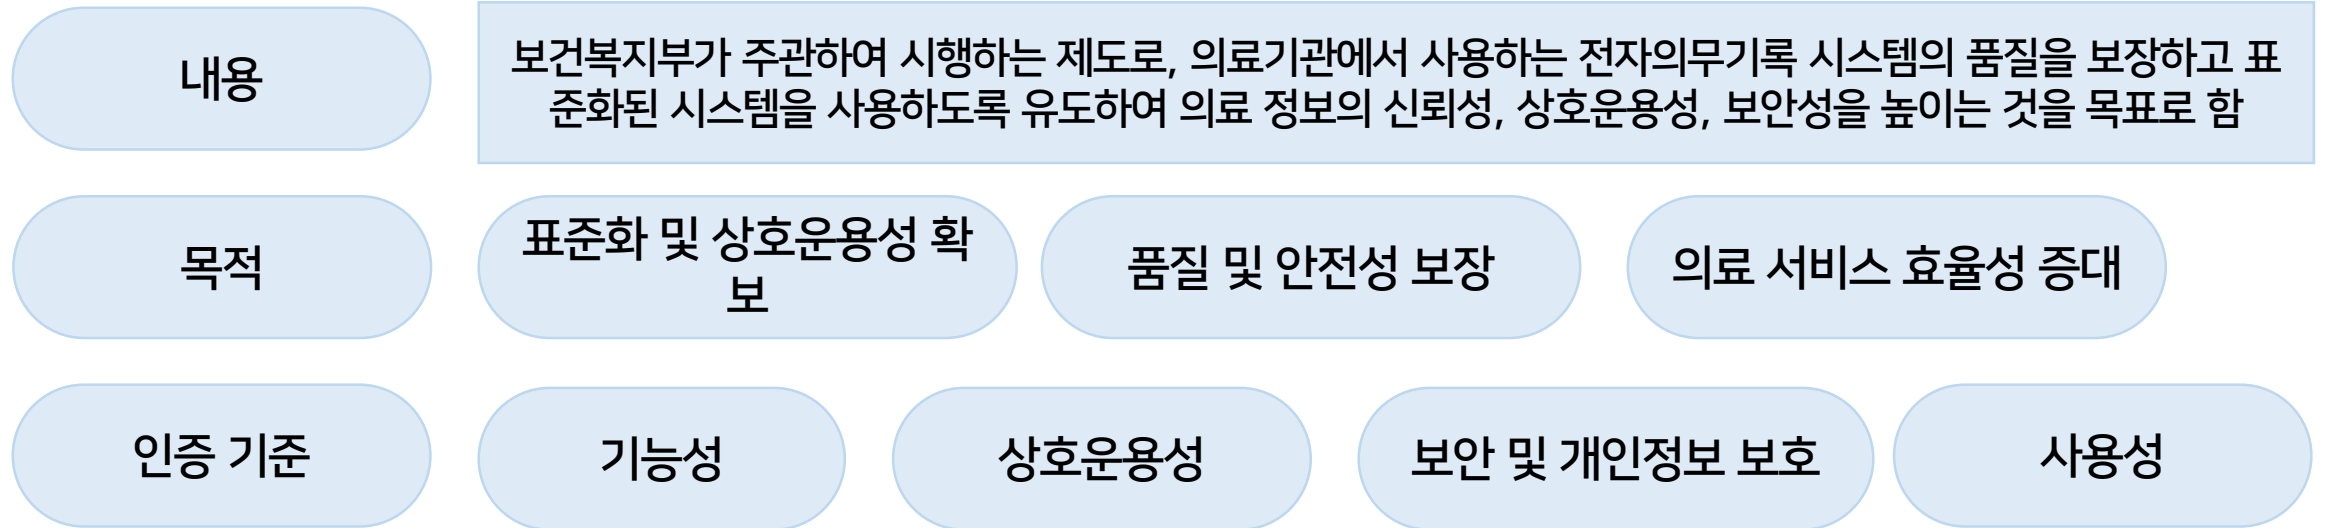 내용
보건복지부가 주관하여 시행하는 제도로, 의료기관에서 사용하는 전자의무기록 시스템의 품질을 보장하고 표
준화된 시스템을 사용하도록 유도하여 의료 정보의 신뢰성, 상호운용성, 보안성을 높이는 것을 목표로 함
목적
표준화 및 상호운용성 확
보
품질 및 안전성 보장
의료 서비스 효율성 증대
인증 기준
기능성
상호운용성
보안 및 개인정보 보호
사용성